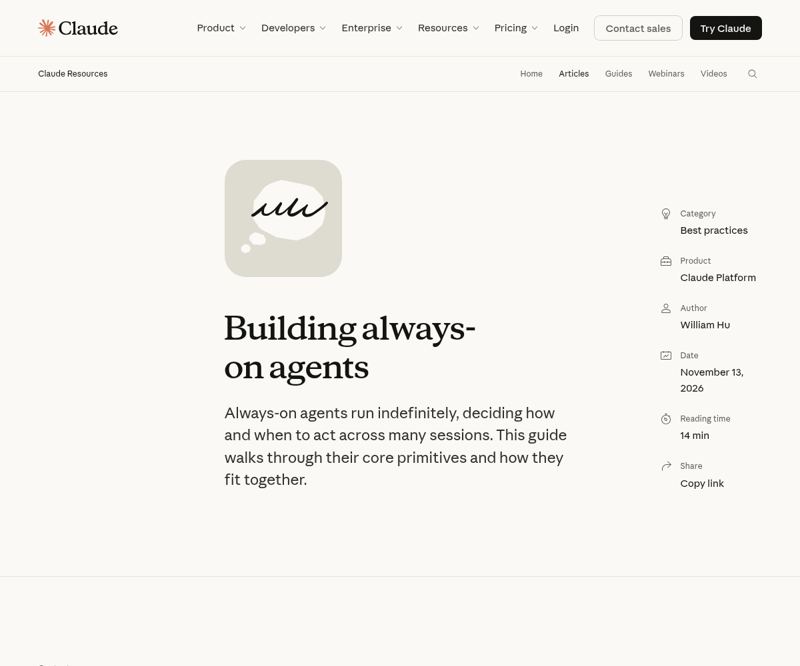 Claude
Product
Developers
Enterprise
Resources
Pricing
Login
Contact sales
Try Claude
Claude Resources
Home
Articles
Guides
Webinars
Videos
Building always-
on agents
Always-on agents run indefinitely, deciding how
and when to act across many sessions. This guide
walks through their core primitives and how they
fit together.
Category
Best practices
Product
Claude Platform
Author
William Hu
Date
November 13,
2026
Reading time
14 min
Share
Copy link